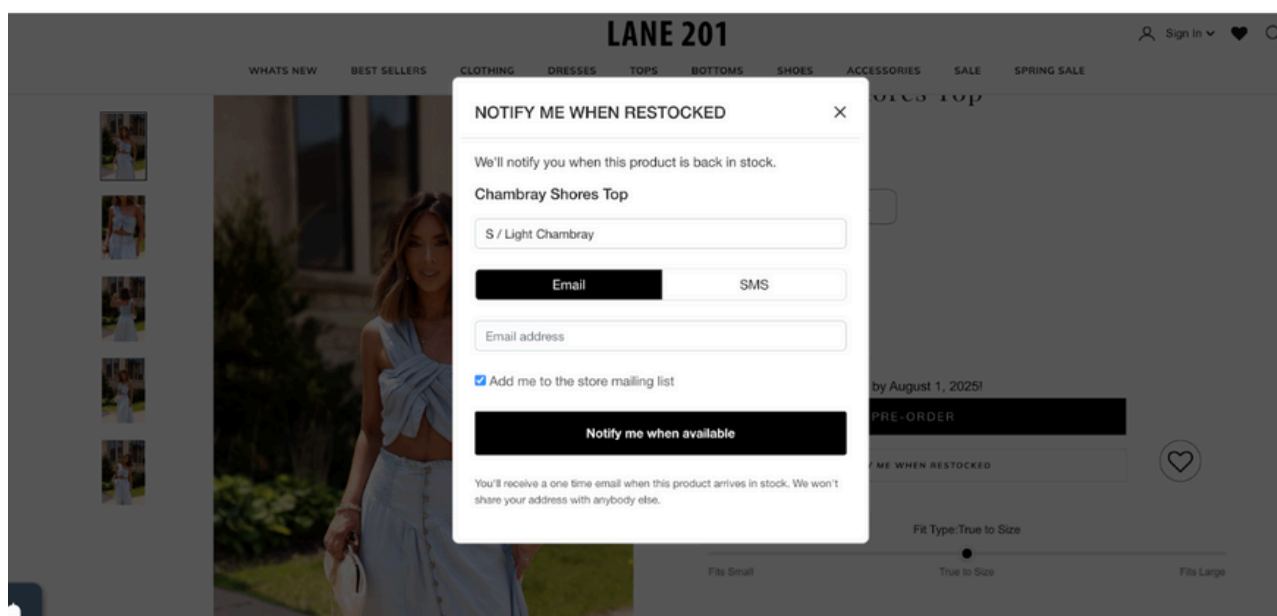 LANE 201
Sign In
WHATS NEW BEST SELLERS CLOTHING DRESSES TOPS BOTTOMS SHOES ACCESSORIES SALE SPRING SALE
Top
NOTIFY ME WHEN RESTOCKED
We'll notify you when this product is back in stock.
Chambray Shores Top
S / Light Chambray
Email SMS
Email address
Add me to the store mailing list
Notify me when available
You'll receive a one time email when this product arrives in stock. We won't
share your address with anybody else.
by August 1, 2025!
PRE-ORDER
ME WHEN RESTOCKED
Fit Type:True to Size
Fits Small True to Size Fits Large